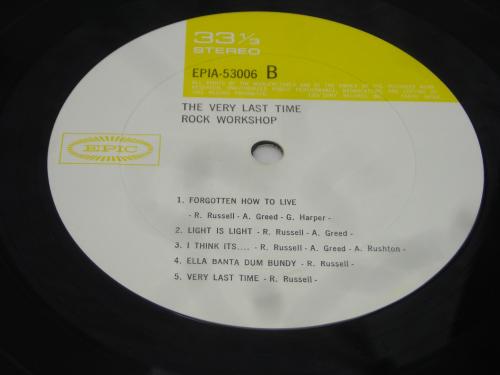 33 1/3
STEREO
EPIA-53006 B
THE VERY LAST TIME
ROCK WORKSHOP
EPIC
1. FORGOTTEN HOW TO LIVE
- R. Russell - A. Greed - G. Harper -
2. LIGHT IS LIGHT - R. Russell - A. Greed -
3. I THINK ITS.... - R. Russell - A. Greed - A. Rushton -
4. ELLA BANTA DUM BUNDY - R. Russell -
5. VERY LAST TIME - R. Russell -